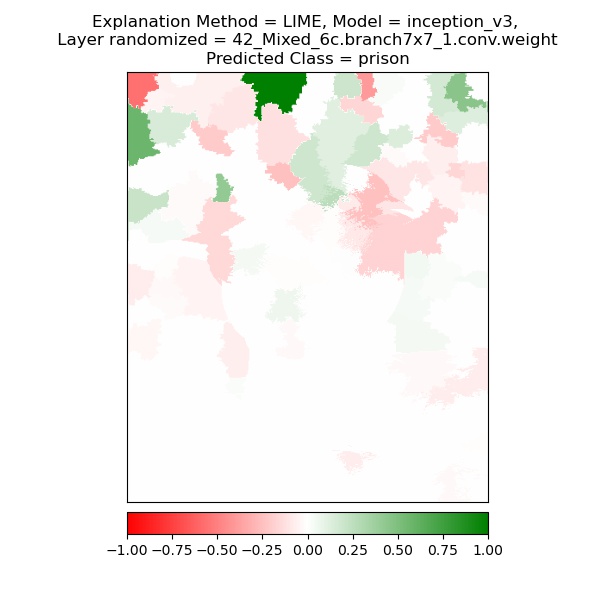 Explanation Method = LIME, Model = inception_v3,
Layer randomized = 42_Mixed_6c.branch7x7_1.conv.weight
Predicted Class = prison
−1.00 −0.75 −0.50 −0.25 0.00 0.25 0.50 0.75 1.00